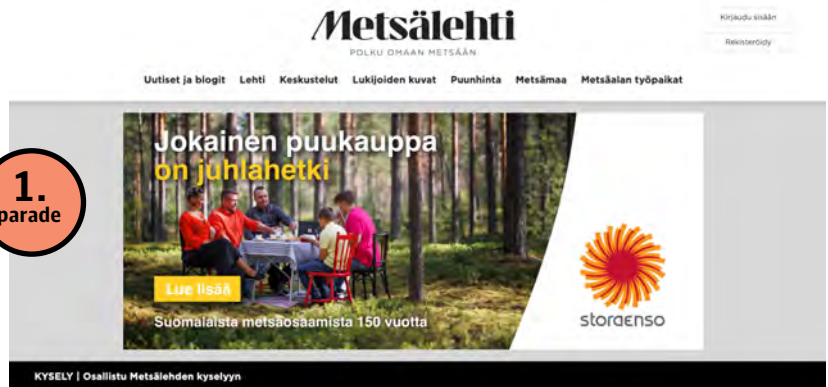 Metsälehti
POLKU OMAAN METSÄÄN
Kirjaudu sisään
Rekisteröidy
Uutiset ja blogit Lehti Keskustelut Lukijoiden kuvat Puunhinta Metsämaa Metsäalan työpaikat
Jokainen puukauppa
on juhlahetki
1.
parade
Lue lisää
Suomalaista metsäosaamista 150 vuotta
storaenso
KYSELY | Osallistu Metsälehden kyselyyn